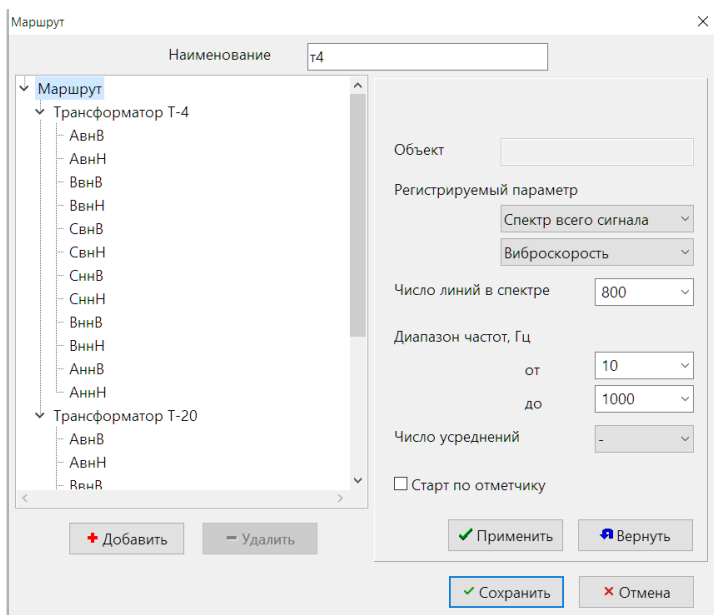 Маршрут
Наименование т4
Маршрут
Трансформатор Т-4
АвнВ
АвнН
ВвнВ
ВвнН
СвнВ
СвнН
СннВ
СннН
ВннВ
ВннН
АннВ
АннН
Трансформатор Т-20
АвнВ
АвнН
ВвнВ
Добавить
Удалить
Объект
Регистрируемый параметр
Спектр всего сигнала
Виброскорость
Число линий в спектре 800
Диапазон частот, Гц
от 10
до 1000
Число усреднений -
Старт по отметчику
Применить
Вернуть
Сохранить
Отмена